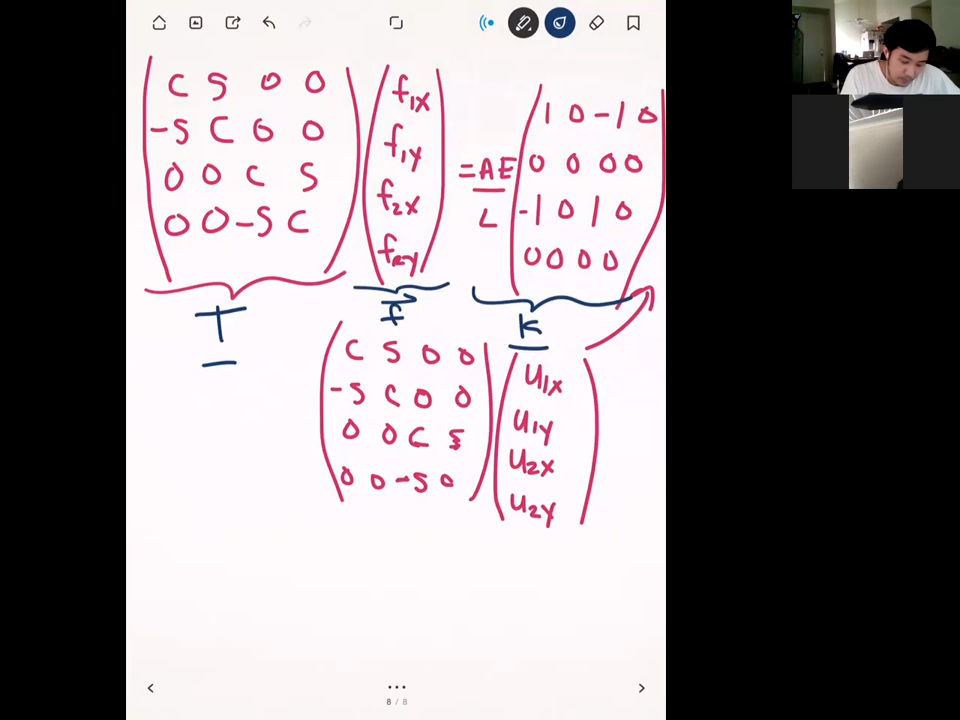 C S 0 0 f1x 1 0 -1 0
-S C 0 0 f1y = AE 0 0 0 0
0 0 C S f2x L -1 0 1 0
0 0 -S C f2y 0 0 0 0
T f K
C S 0 0 u1x
-S C 0 0 u1y
0 0 C S u2x
0 0 -S 0 u2y
8 / 8